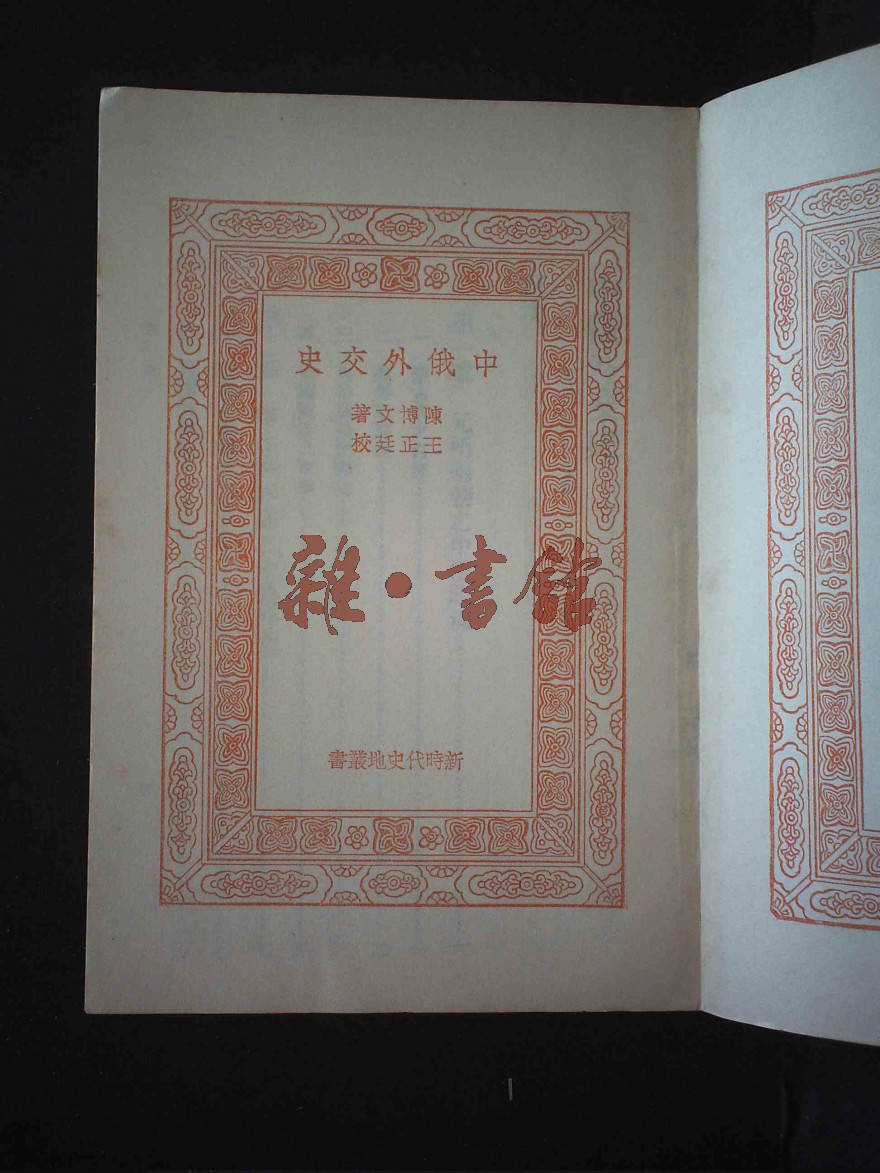 中俄外交史
陳博文著
王正廷校
雜·書館
新時代史地叢書